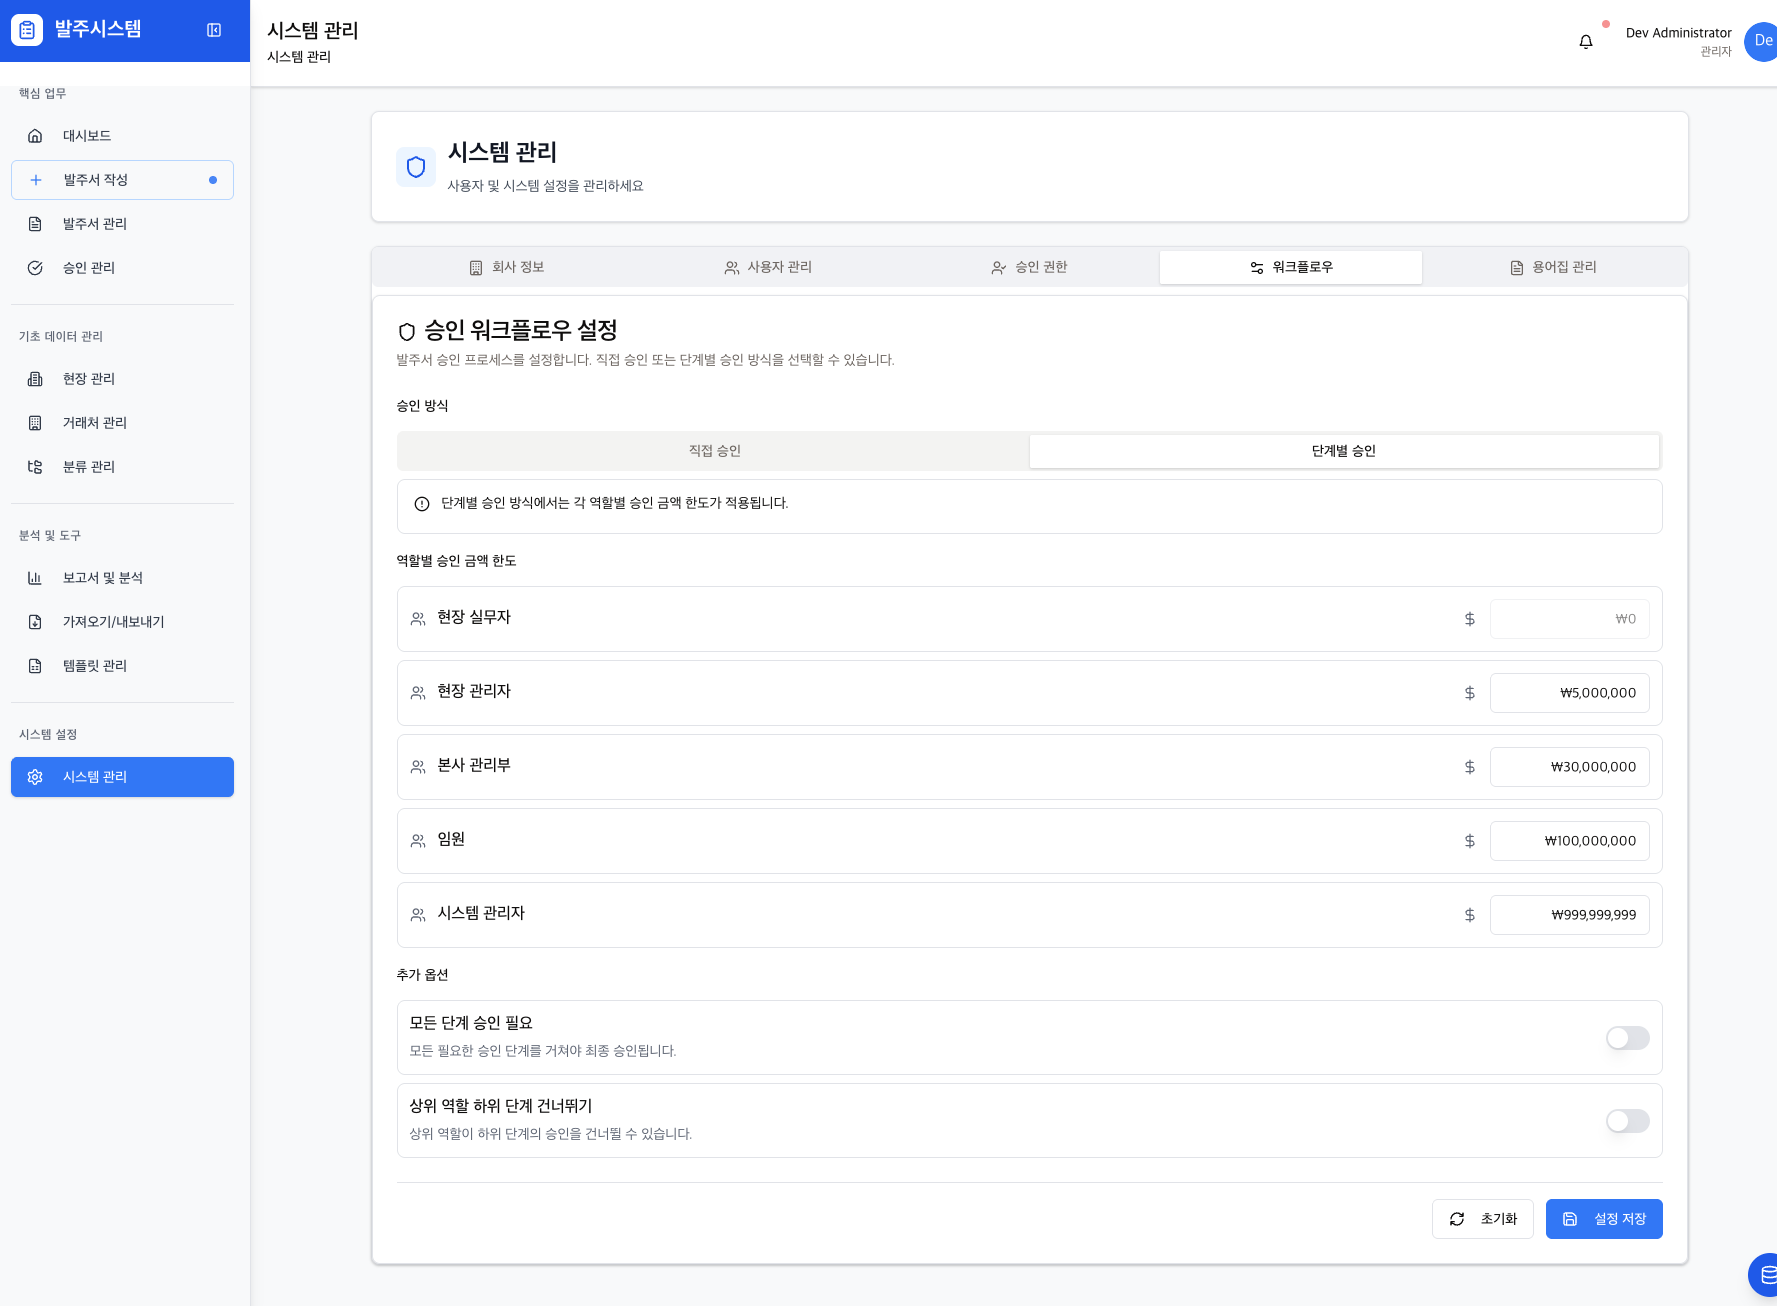 발주시스템
핵심 업무
대시보드
발주서 작성
발주서 관리
승인 관리
기초 데이터 관리
현장 관리
거래처 관리
분류 관리
분석 및 도구
보고서 및 분석
가져오기/내보내기
템플릿 관리
시스템 설정
시스템 관리
시스템 관리
시스템 관리
Dev Administrator
관리자
De
시스템 관리
사용자 및 시스템 설정을 관리하세요
회사 정보
사용자 관리
승인 권한
워크플로우
용어집 관리
승인 워크플로우 설정
발주서 승인 프로세스를 설정합니다. 직접 승인 또는 단계별 승인 방식을 선택할 수 있습니다.
승인 방식
직접 승인
단계별 승인
단계별 승인 방식에서는 각 역할별 승인 금액 한도가 적용됩니다.
역할별 승인 금액 한도
현장 실무자
₩0
현장 관리자
₩5,000,000
본사 관리부
₩30,000,000
임원
₩100,000,000
시스템 관리자
₩999,999,999
추가 옵션
모든 단계 승인 필요
모든 필요한 승인 단계를 거쳐야 최종 승인됩니다.
상위 역할 하위 단계 건너뛰기
상위 역할이 하위 단계의 승인을 건너뛸 수 있습니다.
초기화
설정 저장